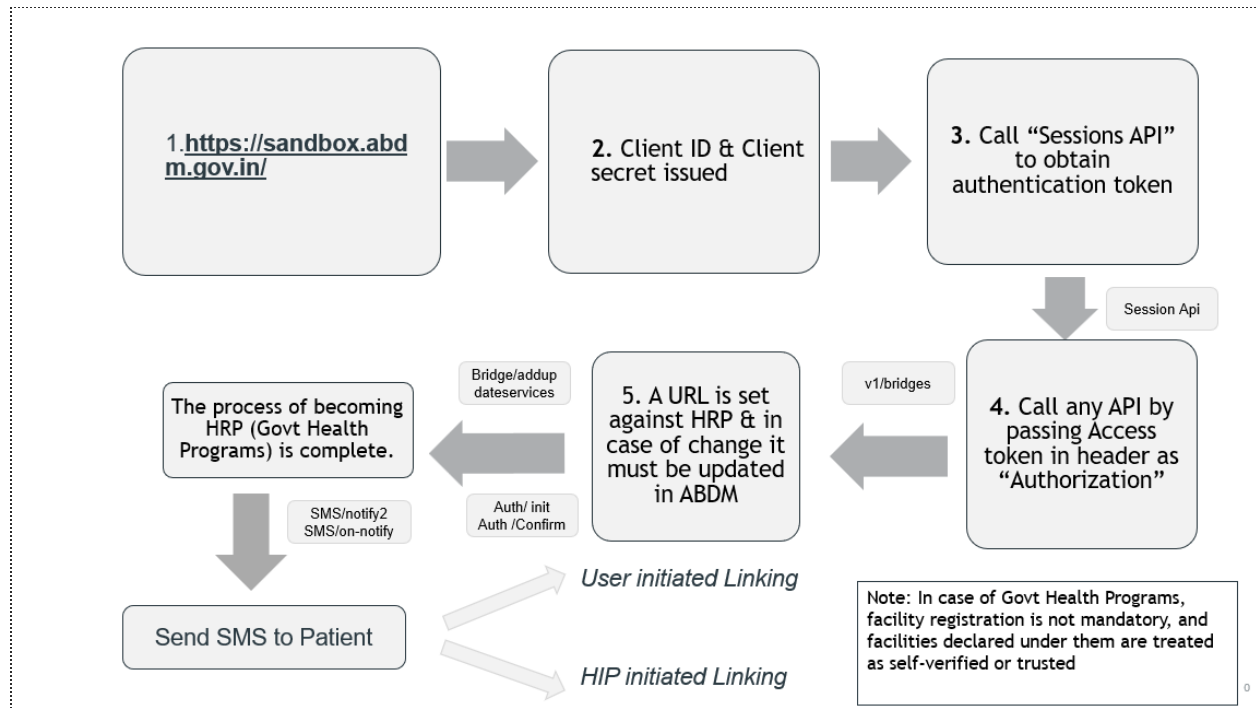 1.https://sandbox.abd
m.gov.in/
2. Client ID & Client
secret issued
3. Call “Sessions API”
to obtain
authentication token
Session Api
4. Call any API by
passing Access
token in header as
“Authorization”
v1/bridges
5. A URL is set
against HRP & in
case of change it
must be updated
in ABDM
Bridge/addup
dateservices
Auth/ init
Auth /Confirm
The process of becoming
HRP (Govt Health
Programs) is complete.
SMS/notify2
SMS/on-notify
Send SMS to Patient
User initiated Linking
HIP initiated Linking
Note: In case of Govt Health Programs,
facility registration is not mandatory, and
facilities declared under them are treated
as self-verified or trusted
0